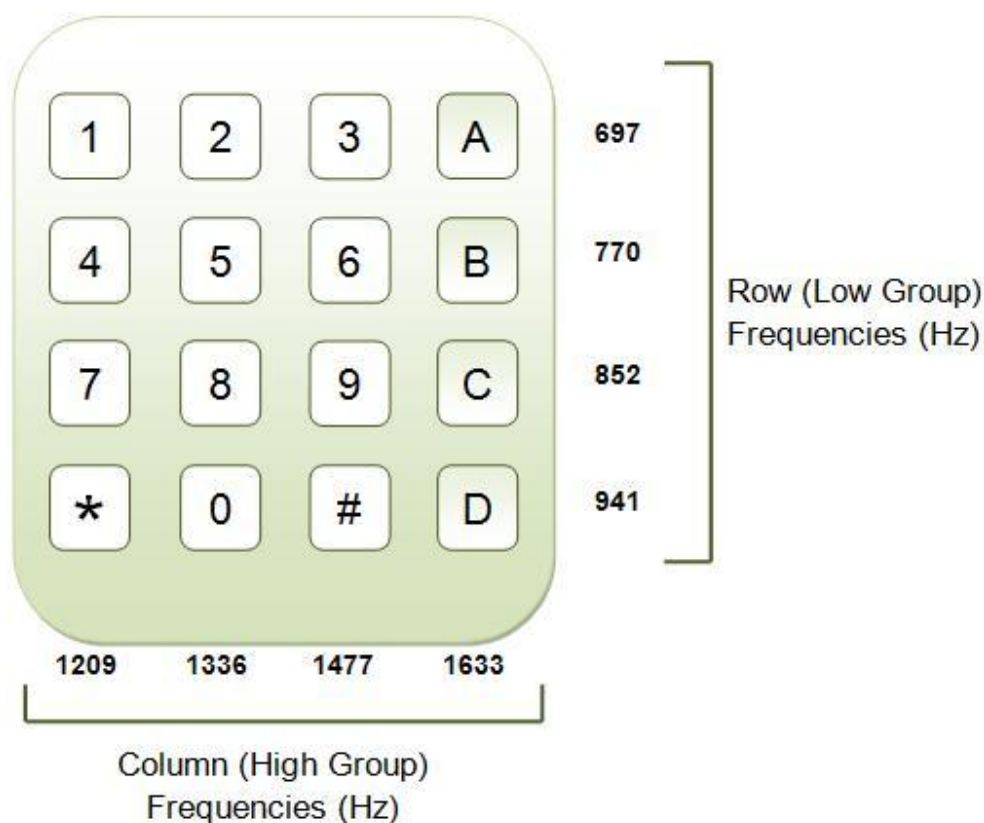 1 2 3 A 697
4 5 6 B 770
Row (Low Group)
Frequencies (Hz)
7 8 9 C 852
* 0 # D 941
1209 1336 1477 1633
Column (High Group)
Frequencies (Hz)